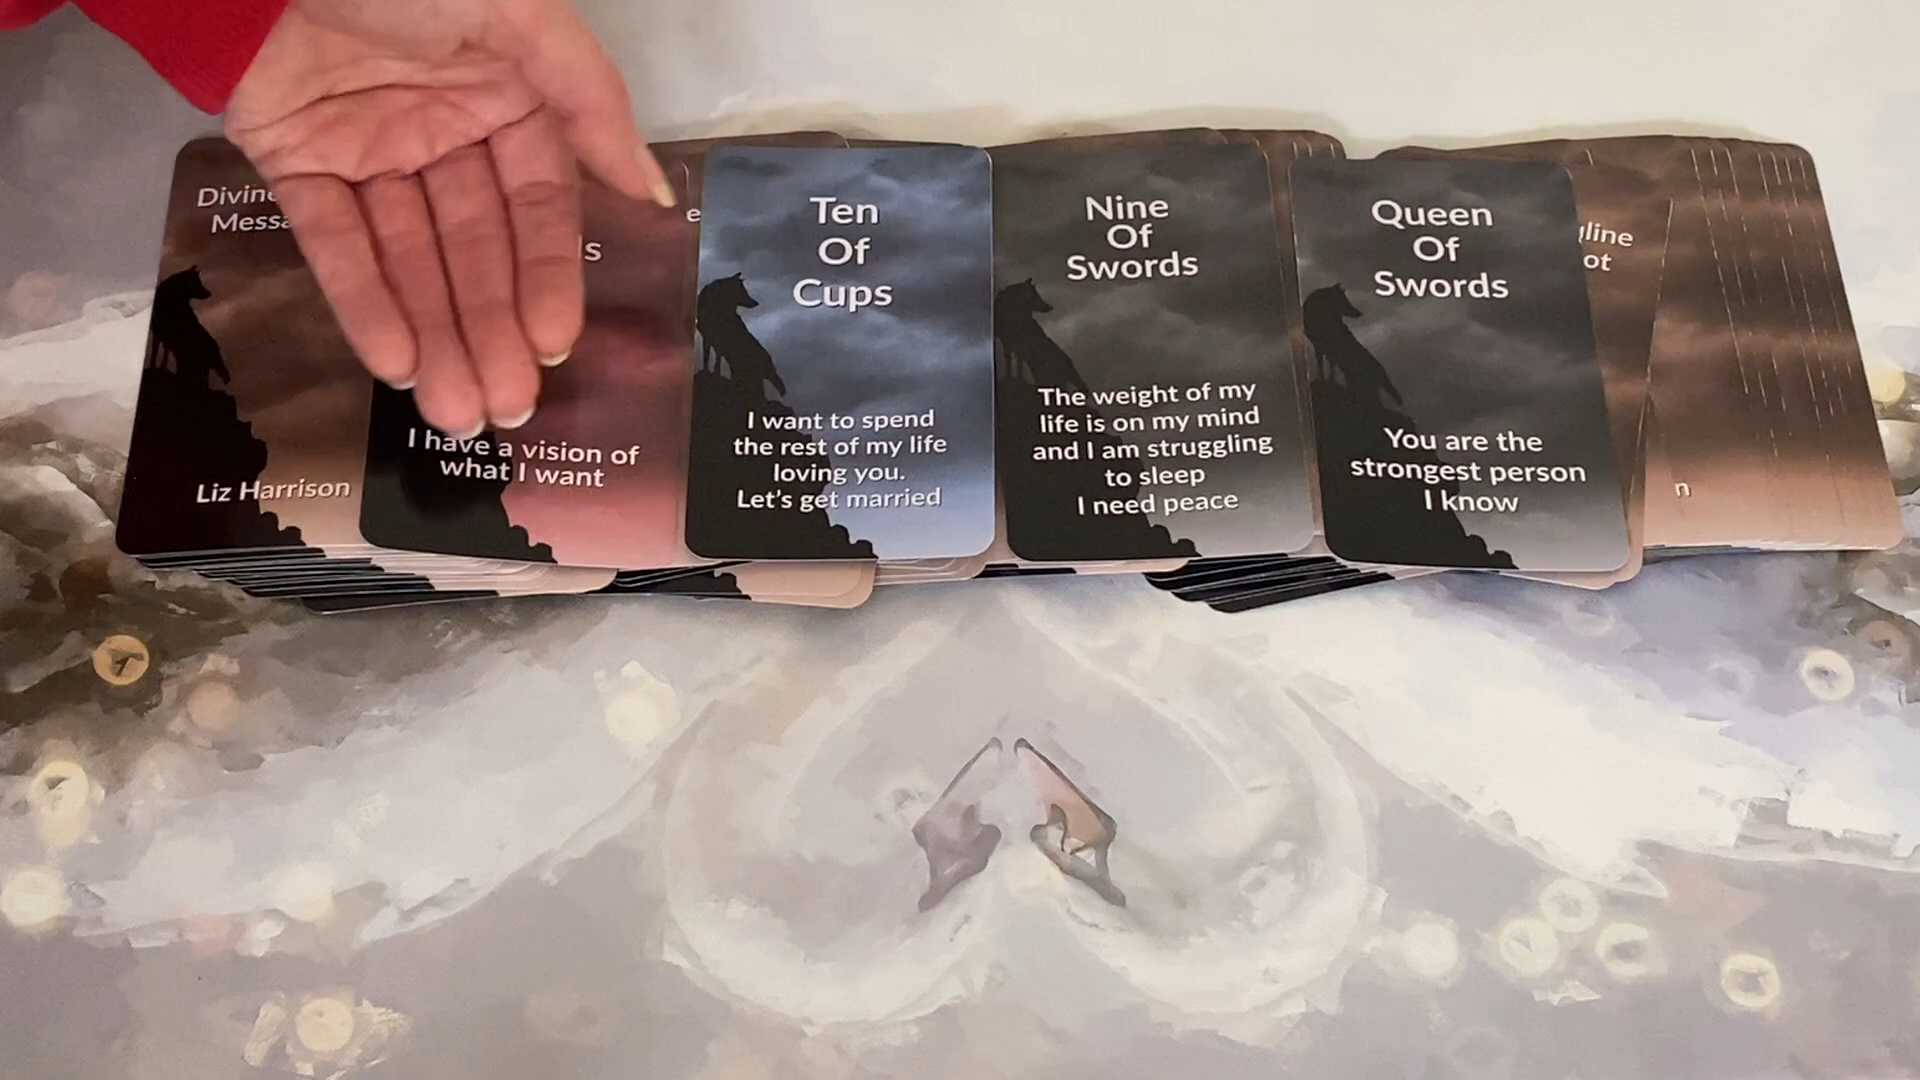 Liz Harrison
I have a vision of
what I want
Ten
Of
Cups
I want to spend
the rest of my life
loving you.
Let's get married
Nine
Of
Swords
The weight of my
life is on my mind
and I am struggling
to sleep
I need peace
Queen
Of
Swords
You are the
strongest person
I know